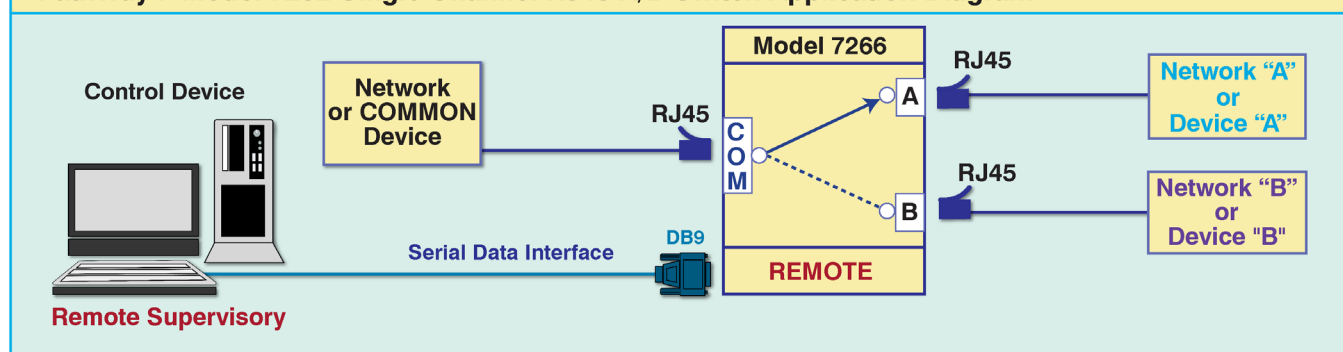 Model 7266
Control Device
Network
or COMMON
Device
RJ45
C
O
M
A
B
RJ45
Network “A”
or
Device “A”
RJ45
Network “B”
or
Device "B"
Serial Data Interface
DB9
REMOTE
Remote Supervisory